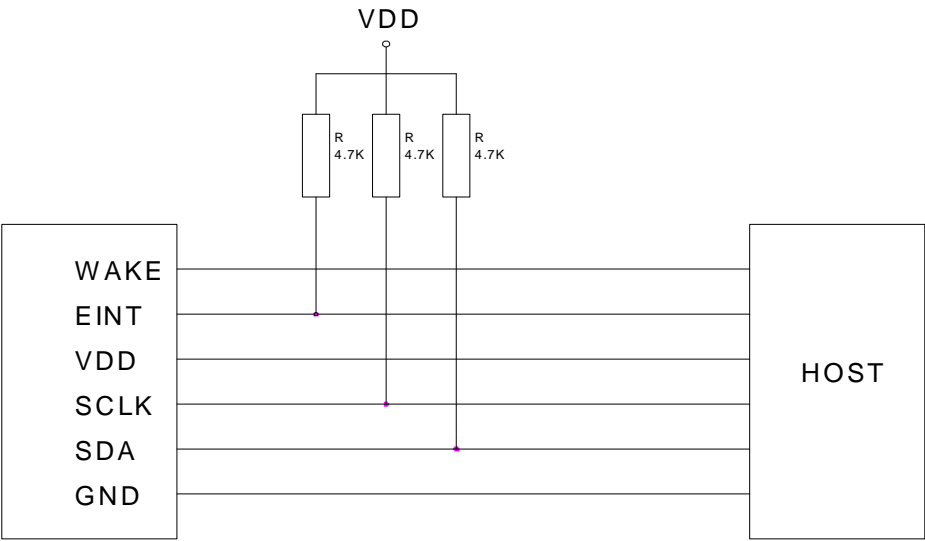 VDD
R
4.7K
R
4.7K
R
4.7K
WAKE
EINT
VDD
SCLK
SDA
GND
HOST